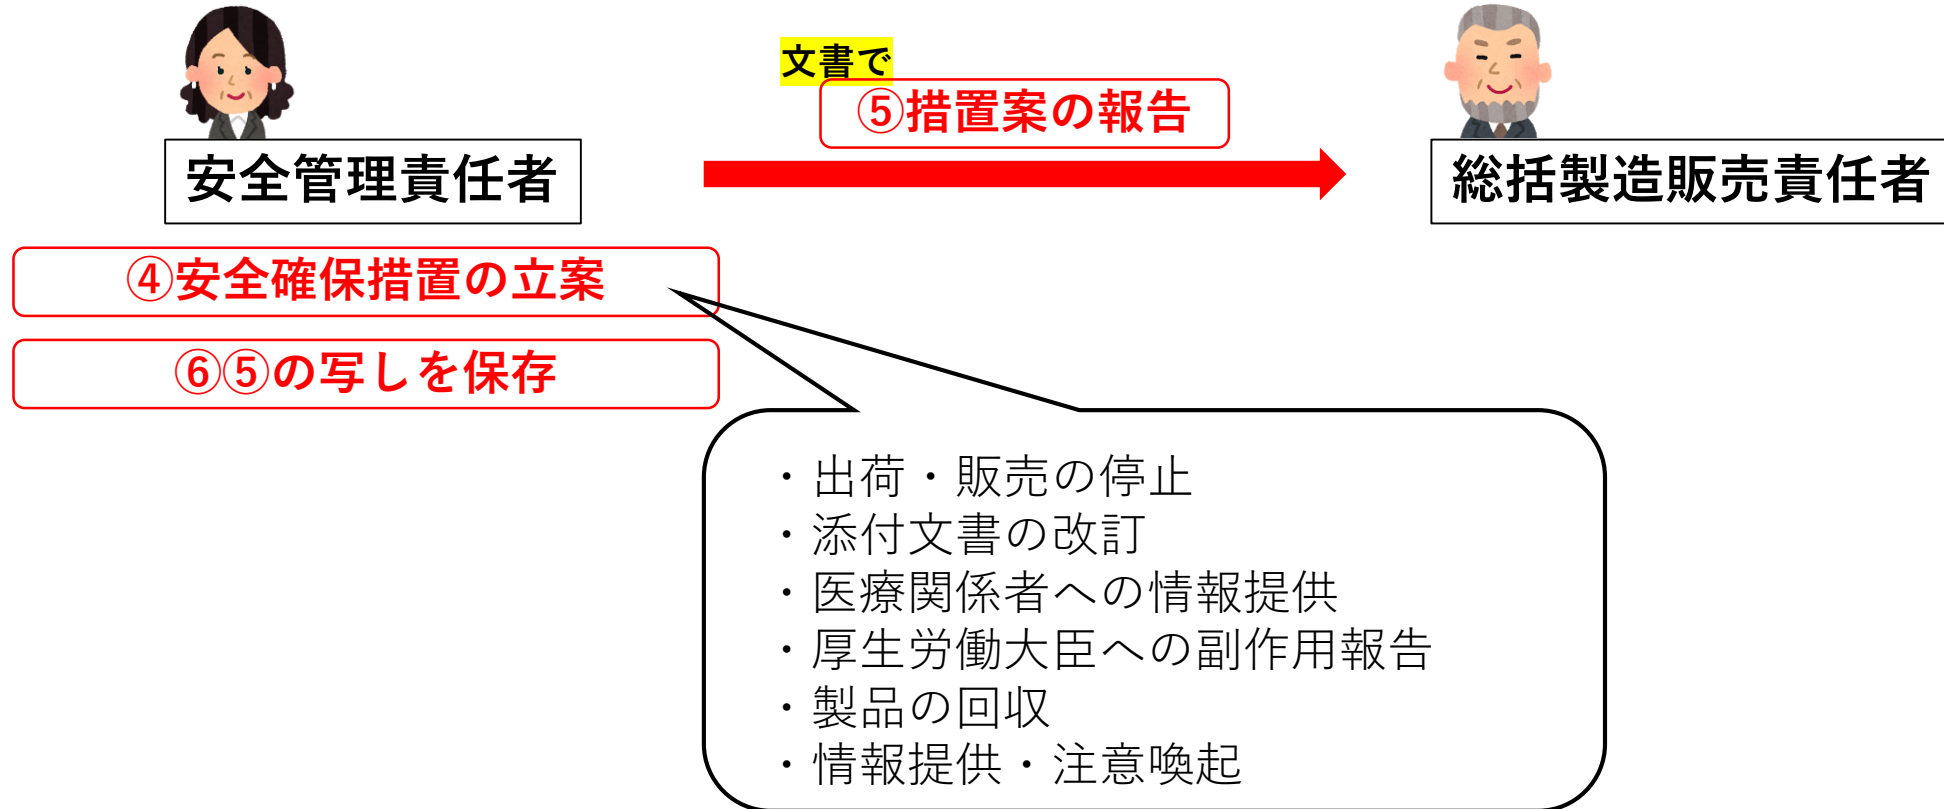 文書で
⑤措置案の報告
安全管理責任者
総括製造販売責任者
④安全確保措置の立案
⑥⑤の写しを保存
・出荷・販売の停止
・添付文書の改訂
・医療関係者への情報提供
・厚生労働大臣への副作用報告
・製品の回収
・情報提供・注意喚起